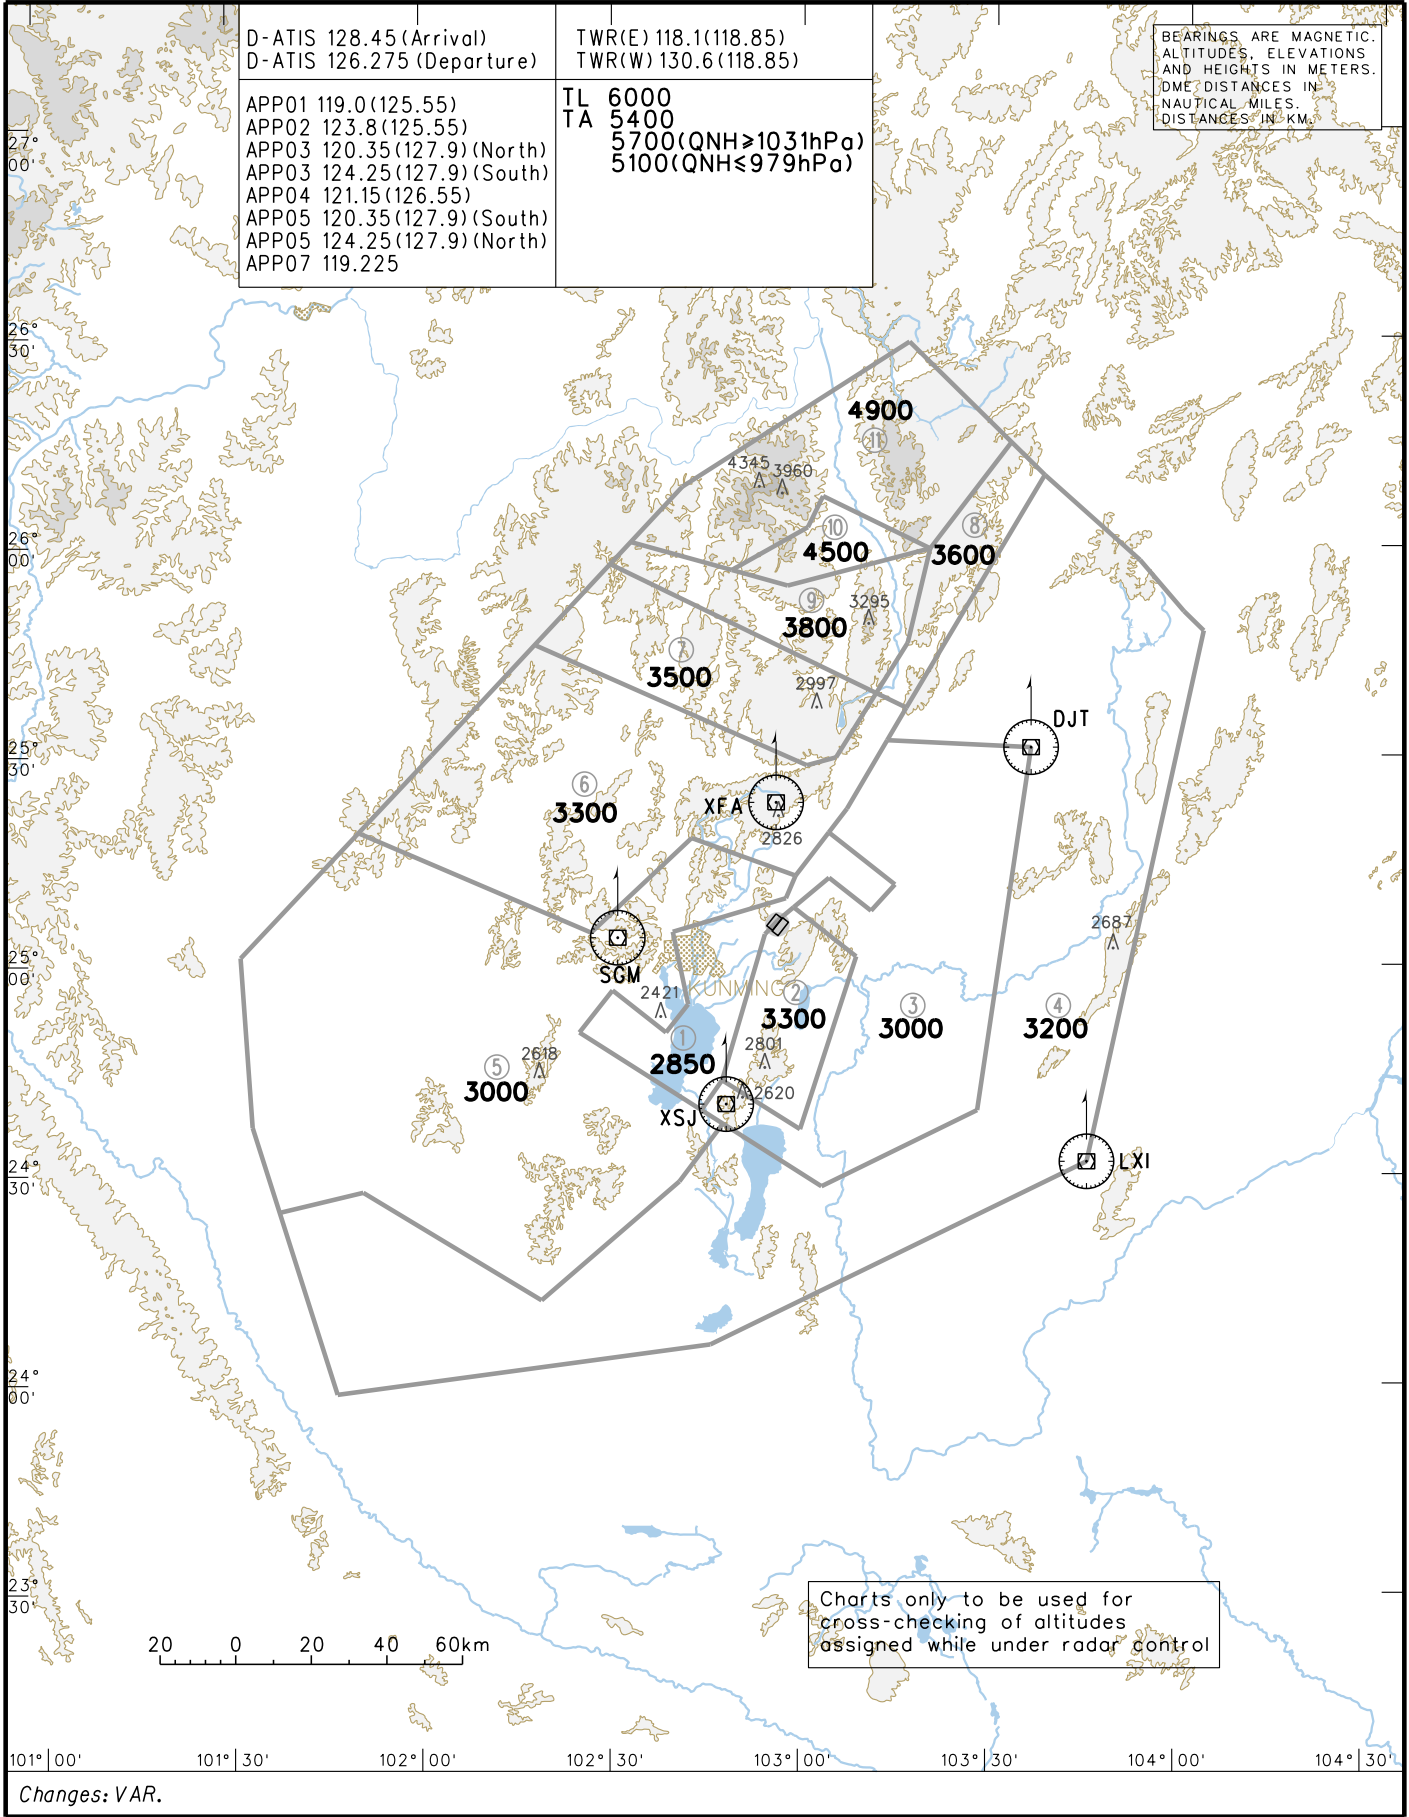 D-ATIS 128.45(Arrival)
D-ATIS 126.275(Departure)
TWR(E) 118.1(118.85)
TWR(W) 130.6(118.85)
APP01 119.0(125.55)
APP02 123.8(125.55)
APP03 120.35(127.9)(North)
APP03 124.25(127.9)(South)
APP04 121.15(126.55)
APP05 120.35(127.9)(South)
APP05 124.25(127.9)(North)
APP07 119.225
TL 6000
TA 5400
5700(QNH≥1031hPa)
5100(QNH≤979hPa)
BEARINGS ARE MAGNETIC.
ALTITUDES, ELEVATIONS
AND HEIGHTS IN METERS.
DME DISTANCES IN
NAUTICAL MILES.
DISTANCES IN KM.
27°
00'
26°
30'
4900
⑪
4345
3960
⑩
4500
⑧
3600
26°
00'
⑨
3800
3295
⑦
3500
2997
DJT
25°
30'
⑥
3300
XFA
2826
2687
25°
00'
SGM
KUNMING
2421
②
3300
③
3000
④
3200
①
2850
2801
2618
⑤
3000
2620
XSJ
LXI
24°
30'
24°
00'
23°
30'
Charts only to be used for
cross-checking of altitudes
assigned while under radar control
20 0 20 40 60km
101°00' 101°30' 102°00' 102°30' 103°00' 103°30' 104°00' 104°30'
Changes: VAR.